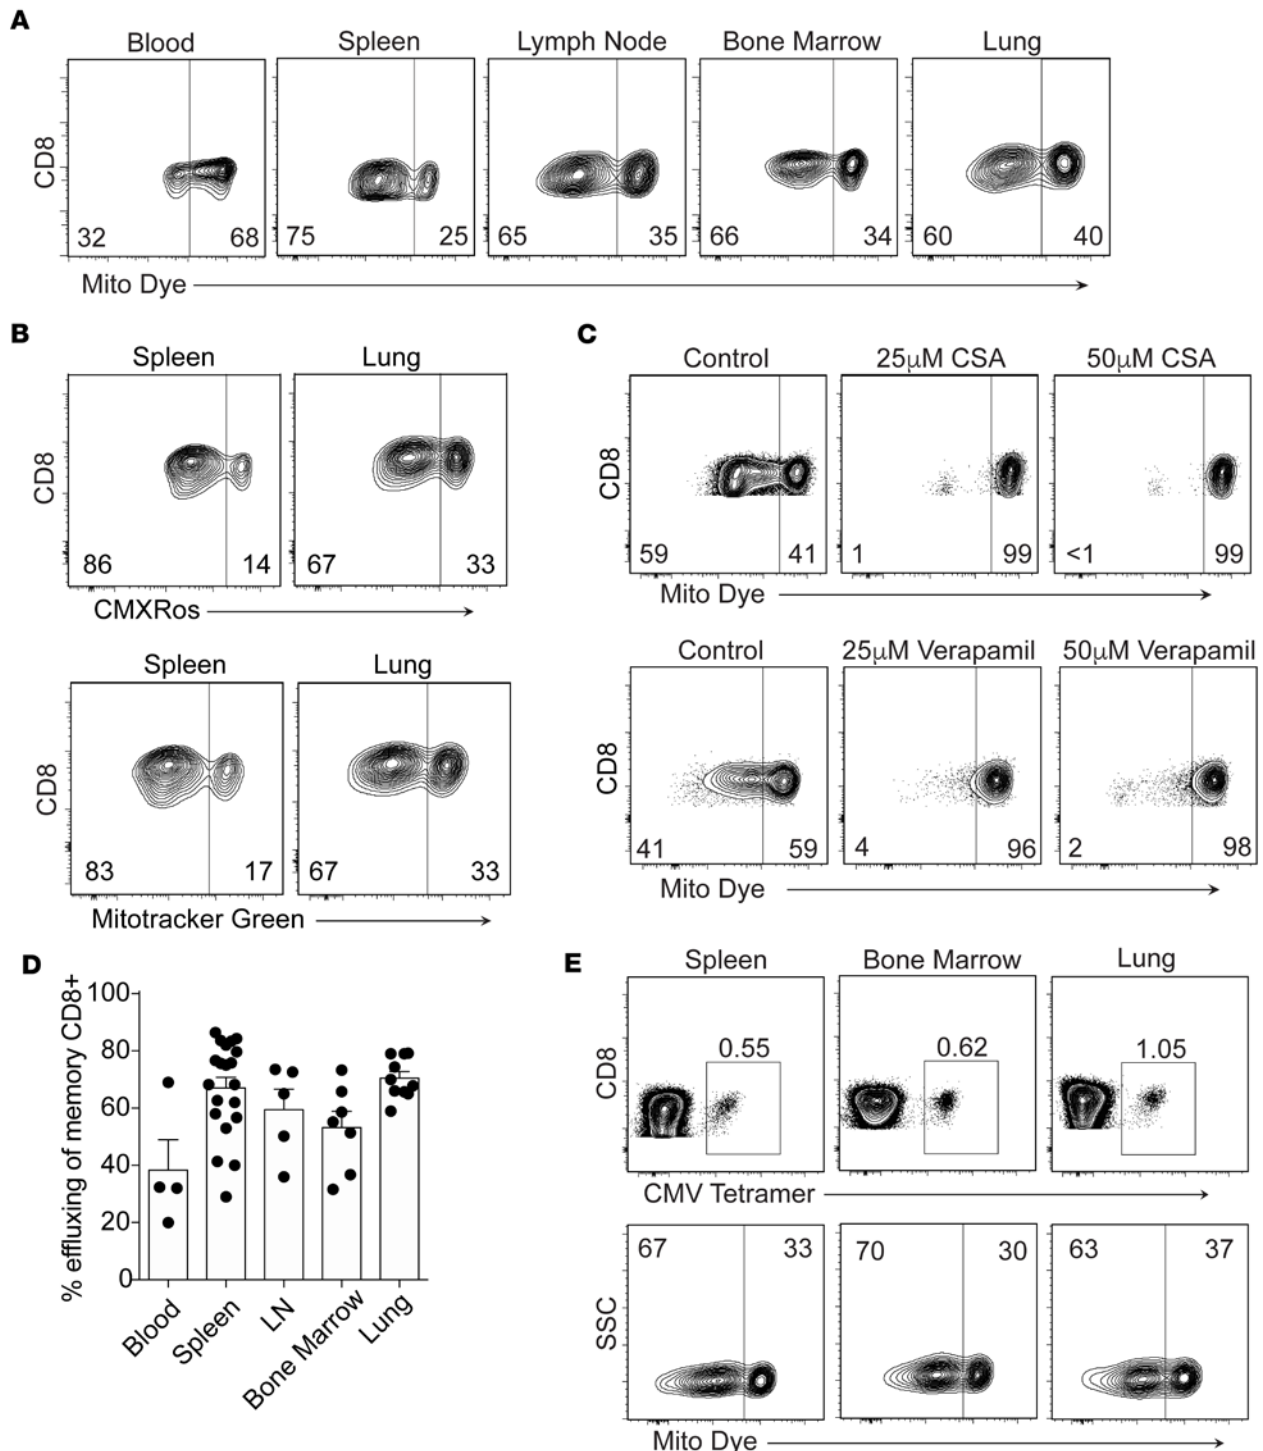 A
Blood Spleen Lymph Node Bone Marrow Lung
CD8
32 68 75 25 65 35 66 34 60 40
Mito Dye
B
Spleen Lung
CD8
86 14 67 33
CMXRos
Spleen Lung
CD8
83 17 67 33
Mitotracker Green
C
Control 25μM CSA 50μM CSA
CD8
59 41 1 99 <1 99
Mito Dye
Control 25μM Verapamil 50μM Verapamil
CD8
41 59 4 96 2 98
Mito Dye
D
% effluxing of memory CD8+
100
80
60
40
20
0
Blood Spleen LN Bone Marrow Lung
E
Spleen Bone Marrow Lung
CD8
0.55 0.62 1.05
CMV Tetramer
67 33 70 30 63 37
SSC
Mito Dye